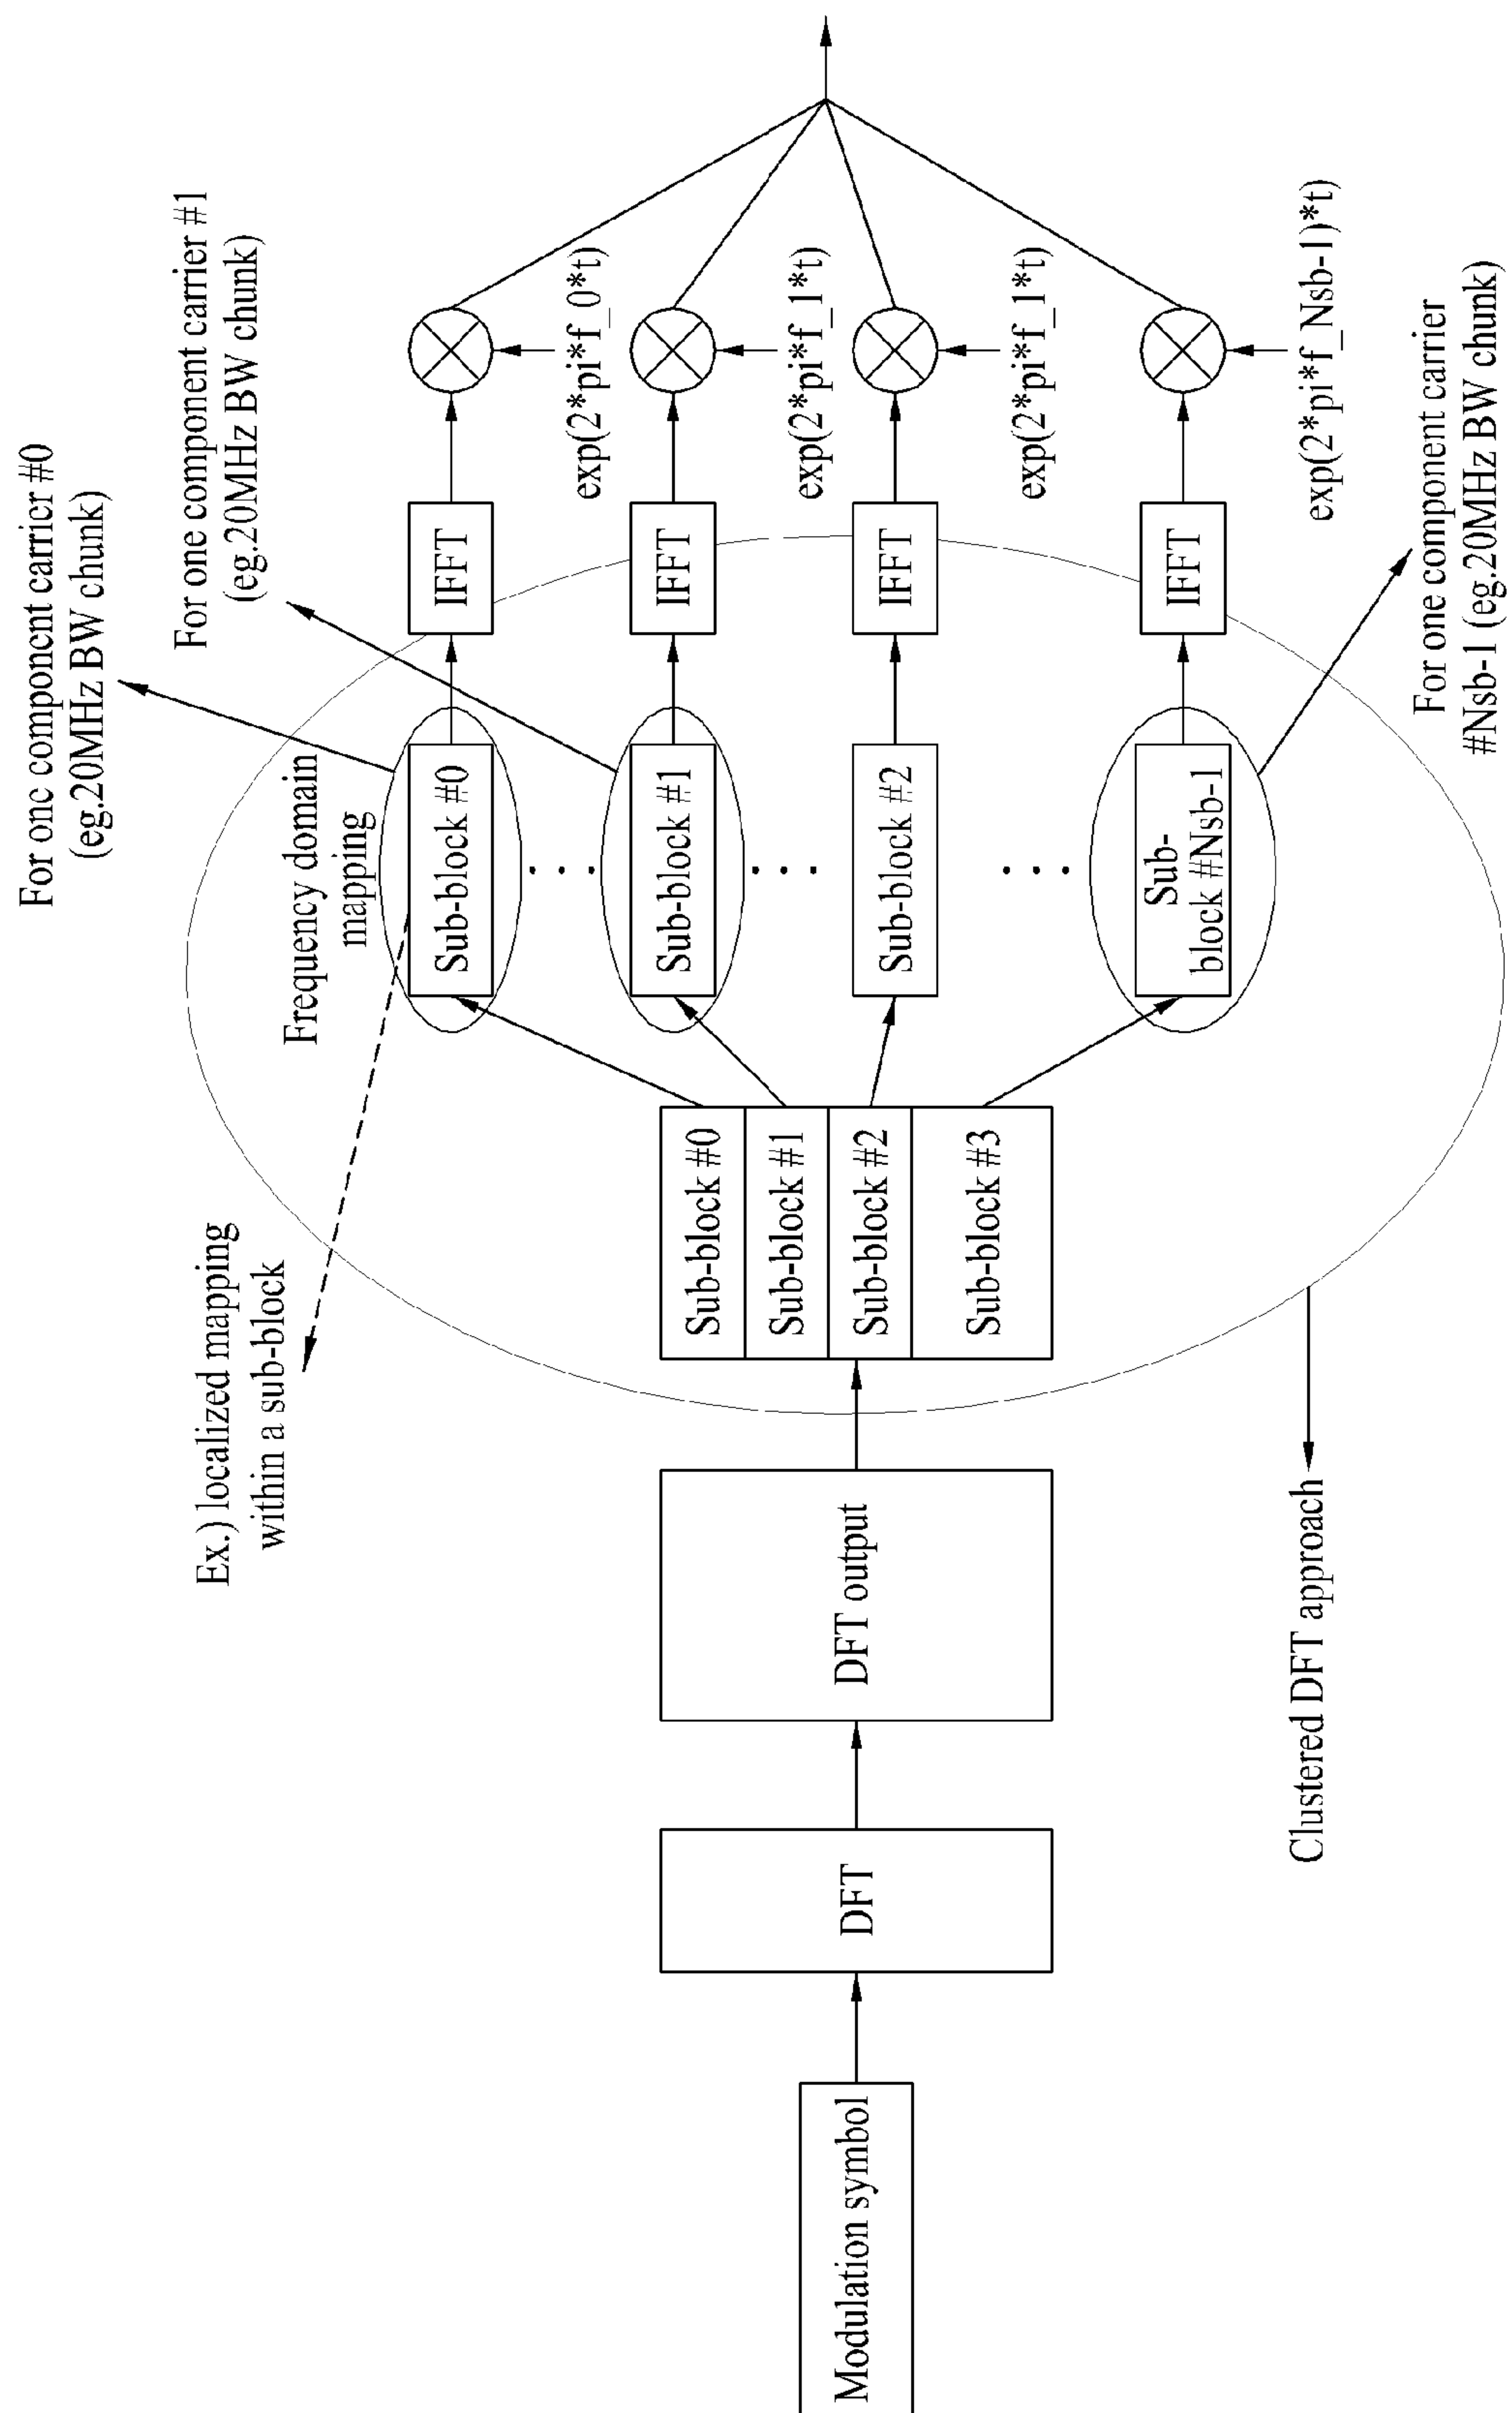 For one component carrier #0
(eg.20MHz BW chunk)
For one component carrier #1
(eg.20MHz BW chunk)
Ex.) localized mapping
within a sub-block
Frequency domain
mapping
Modulation symbol
DFT
DFT output
Sub-block #0
Sub-block #1
Sub-block #2
Sub-block #3
Sub-block #0
IFFT
exp(2*pi*f_0*t)
. . .
Sub-block #1
IFFT
exp(2*pi*f_1*t)
. . .
Sub-block #2
IFFT
exp(2*pi*f_1*t)
. . .
Sub-
block #Nsb-1
IFFT
exp(2*pi*f_Nsb-1)*t)
Clustered DFT approach
For one component carrier
#Nsb-1 (eg.20MHz BW chunk)